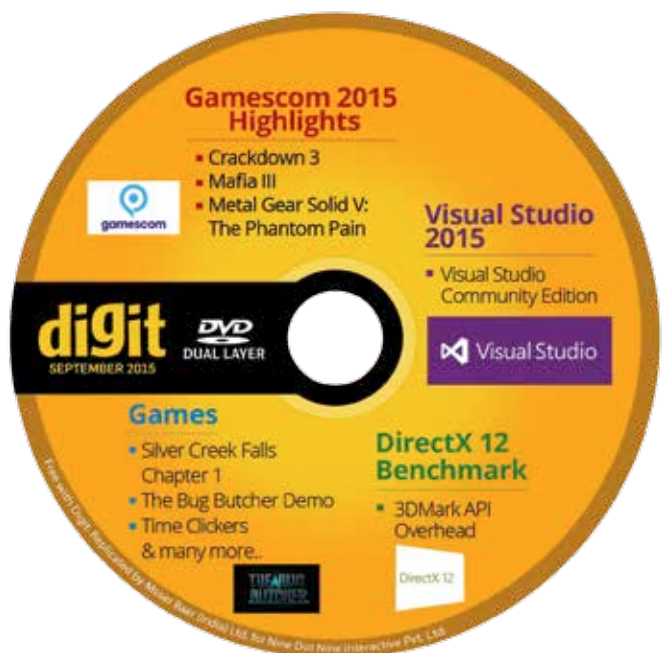 Gamescom 2015
Highlights
▪ Crackdown 3
▪ Mafia III
▪ Metal Gear Solid V:
The Phantom Pain
gamescom
Visual Studio
2015
▪ Visual Studio
Community Edition
Visual Studio
digit
SEPTEMBER 2015
DVD
DUAL LAYER
Games
▪ Silver Creek Falls
Chapter 1
▪ The Bug Butcher Demo
▪ Time Clickers
& many more..
THE BUG
BUTCHER
DirectX 12
Benchmark
▪ 3DMark API
Overhead
DirectX 12
Free with Digit. Replicated by Moser Baer (India) Ltd. for Nine Dot Nine Interactive Pvt. Ltd.